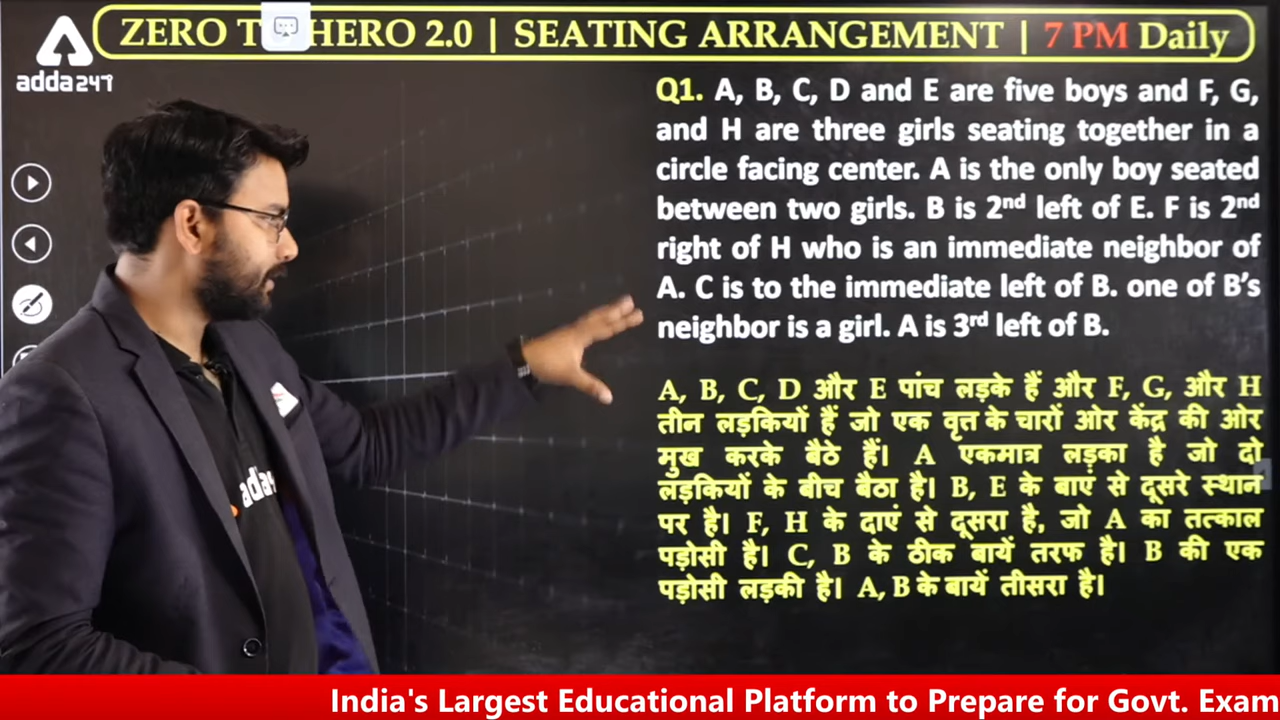 ZERO T HERO 2.0 | SEATING ARRANGEMENT | 7 PM Daily
adda247
Q1. A, B, C, D and E are five boys and F, G,
and H are three girls seating together in a
circle facing center. A is the only boy seated
between two girls. B is 2nd left of E. F is 2nd
right of H who is an immediate neighbor of
A. C is to the immediate left of B. one of B’s
neighbor is a girl. A is 3rd left of B.
A, B, C, D और E पांच लड़के हैं और F, G, और H
तीन लड़कियों हैं जो एक वृत्त के चारों ओर केंद्र की ओर
मुख करके बैठे हैं। A एकमात्र लड़का है जो दो
लड़कियों के बीच बैठा है। B, E के बाएं से दूसरे स्थान
पर है। F, H के दाएं से दूसरा है, जो A का तत्काल
पड़ोसी है। C, B के ठीक बायें तरफ है। B की एक
पड़ोसी लड़की है। A, B के बायें तीसरा है।
India's Largest Educational Platform to Prepare for Govt. Exam